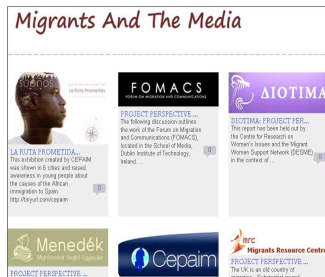 Migrants And The Media
sueños
La Ruta Prometida
LA RUTA PROMETIDA...
This exhibition created by CEPAIM
was shown in 6 cities and raised
awareness in young people about
the causes of the African
immigration to Spain.
http://tinyurl.com/cepaim
0
FOMACS
FORUM ON MIGRATION AND COMMUNICATIONS
PROJECT PERSPECTIVE ...
The following discussion outlines
the work of the Forum on Migration
and Communications (FOMACS),
located in the School of Media,
Dublin Institute of Technology,
Ireland. ...
0
ΔΙΟΤΙΜΑ
DIOTIMA: PROJECT PER...
This report has been held out by
the Centre for Research on
Women's Issues and the Migrant
Women Support Network (DESME)
in the context of ...
0
Menedék
Migránsokat Segítő Egyesület
PROJECT PERSPECTIVE ...
Cepaim
mrc
Migrants Resource Centre
PROJECT PERSPECTIVE ...
The UK is an old country of